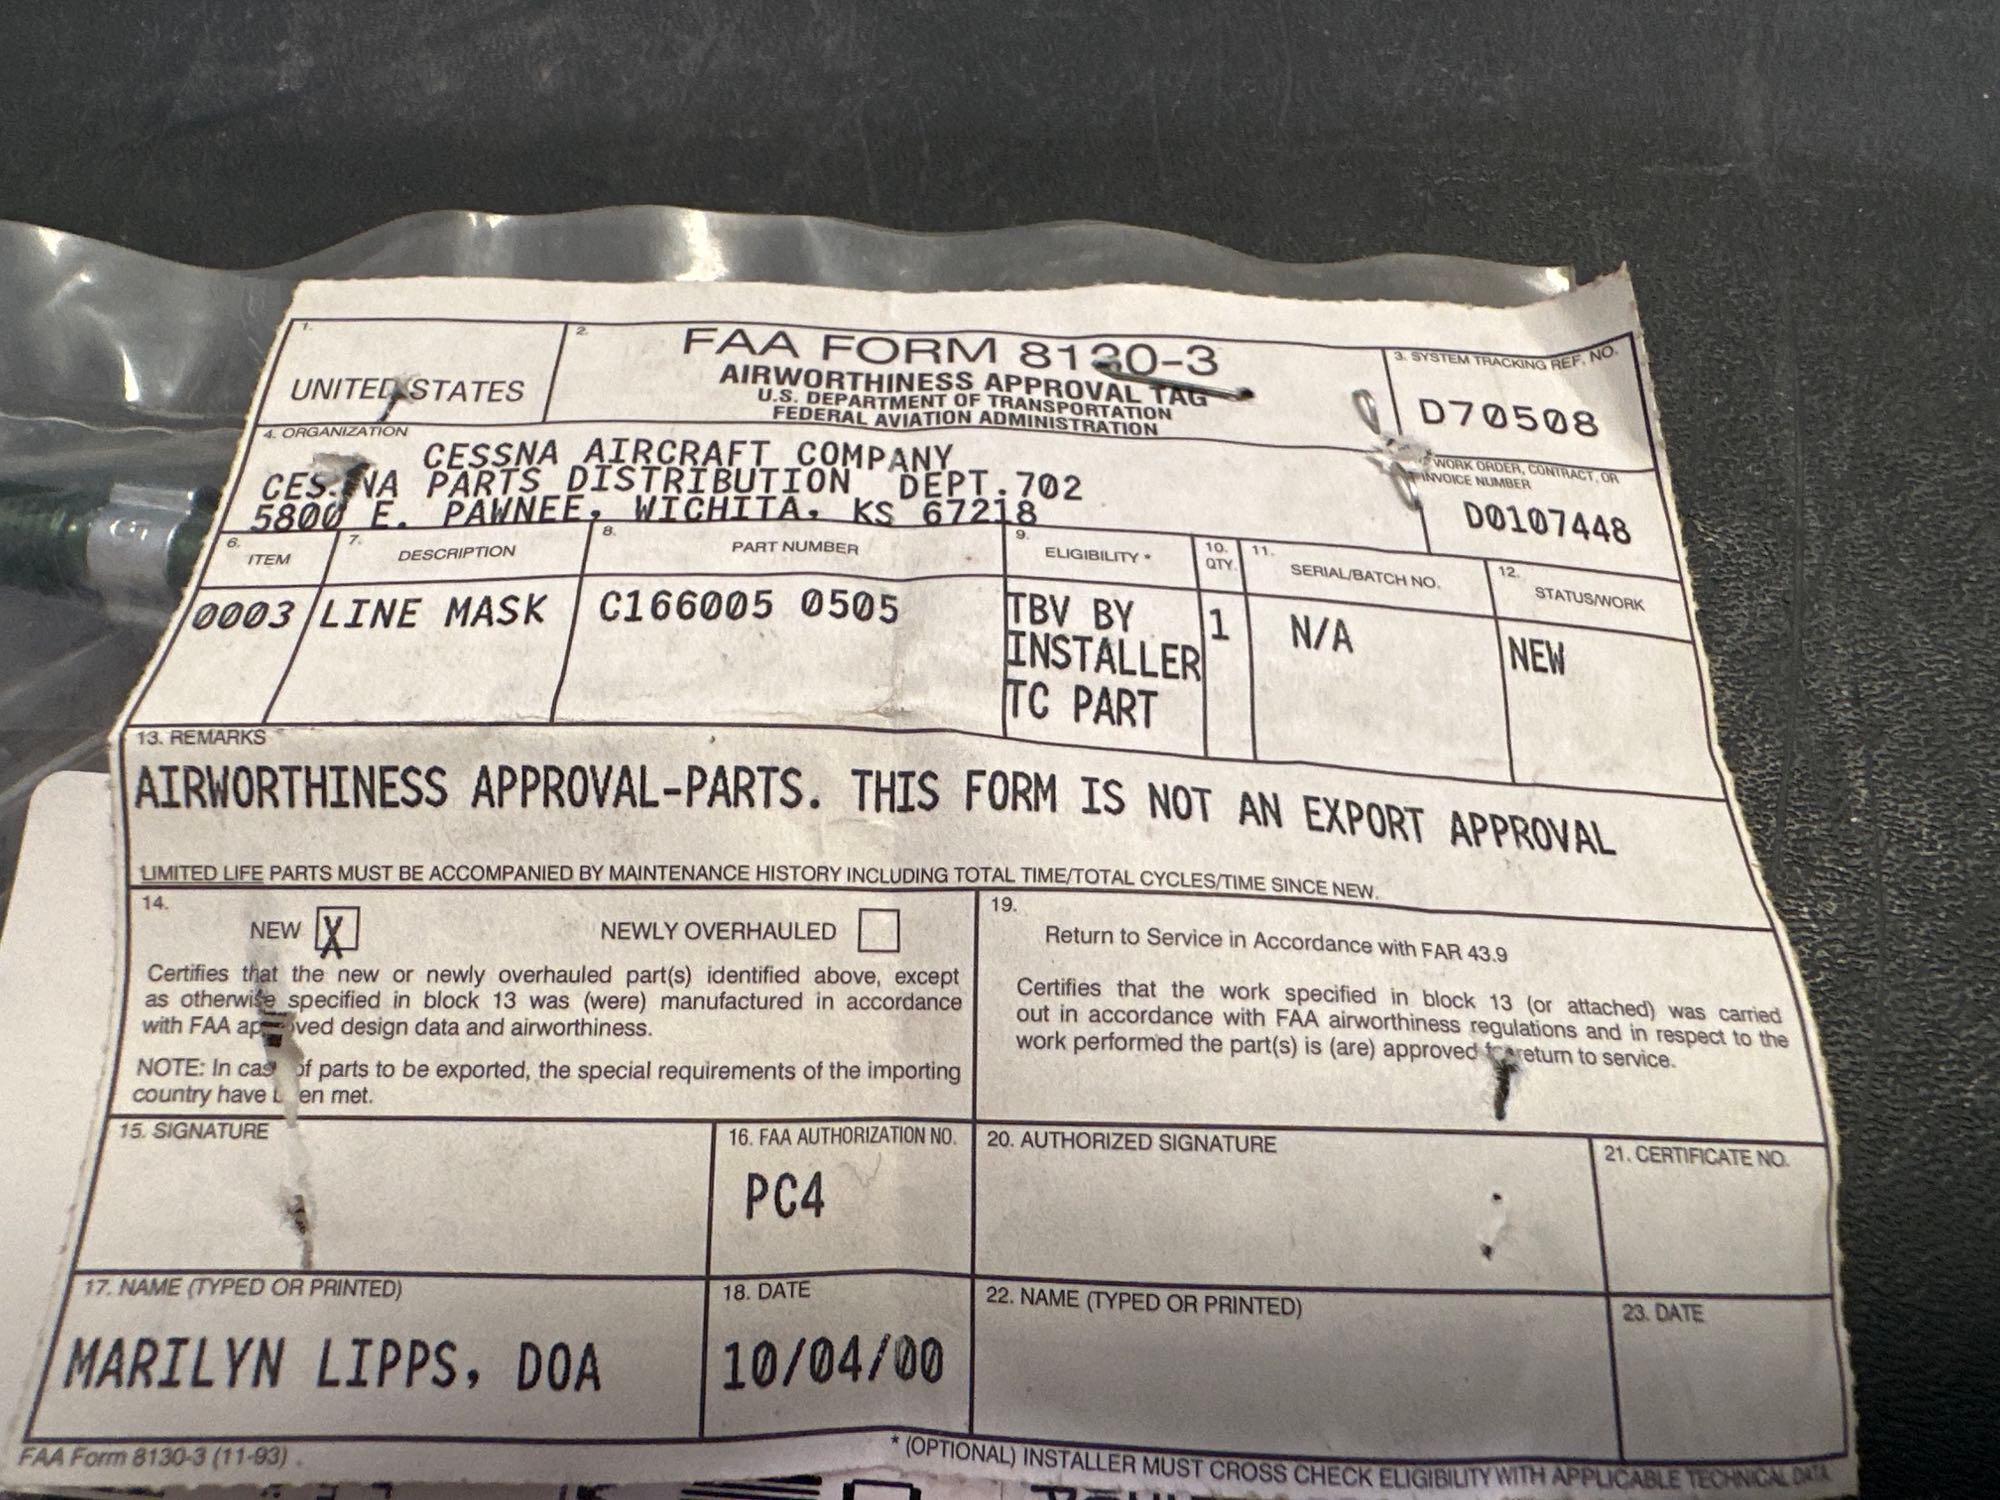 1.
UNITED STATES
2.
FAA FORM 8130-3
AIRWORTHINESS APPROVAL TAG
U.S. DEPARTMENT OF TRANSPORTATION
FEDERAL AVIATION ADMINISTRATION
3. SYSTEM TRACKING REF. NO.
D70508
4. ORGANIZATION
CESSNA AIRCRAFT COMPANY
CESSNA PARTS DISTRIBUTION DEPT.702
5800 E. PAWNEE, WICHITA, KS 67218
WORK ORDER, CONTRACT, OR
INVOICE NUMBER
D0107448
6. ITEM
7. DESCRIPTION
8. PART NUMBER
9. ELIGIBILITY *
10. QTY.
11. SERIAL/BATCH NO.
12. STATUS/WORK
0003
LINE MASK
C166005 0505
TBV BY
INSTALLER
TC PART
1
N/A
NEW
13. REMARKS
AIRWORTHINESS APPROVAL-PARTS. THIS FORM IS NOT AN EXPORT APPROVAL
LIMITED LIFE PARTS MUST BE ACCOMPANIED BY MAINTENANCE HISTORY INCLUDING TOTAL TIME/TOTAL CYCLES/TIME SINCE NEW.
14.
NEW X NEWLY OVERHAULED
Certifies that the new or newly overhauled part(s) identified above, except
as otherwise specified in block 13 was (were) manufactured in accordance
with FAA approved design data and airworthiness.
NOTE: In case of parts to be exported, the special requirements of the importing
country have been met.
19.
Return to Service in Accordance with FAR 43.9
Certifies that the work specified in block 13 (or attached) was carried
out in accordance with FAA airworthiness regulations and in respect to the
work performed the part(s) is (are) approved for return to service.
15. SIGNATURE
16. FAA AUTHORIZATION NO.
PC4
20. AUTHORIZED SIGNATURE
21. CERTIFICATE NO.
17. NAME (TYPED OR PRINTED)
MARILYN LIPPS, DOA
18. DATE
10/04/00
22. NAME (TYPED OR PRINTED)
23. DATE
FAA Form 8130-3 (11-93)
* (OPTIONAL) INSTALLER MUST CROSS CHECK ELIGIBILITY WITH APPLICABLE TECHNICAL DATA